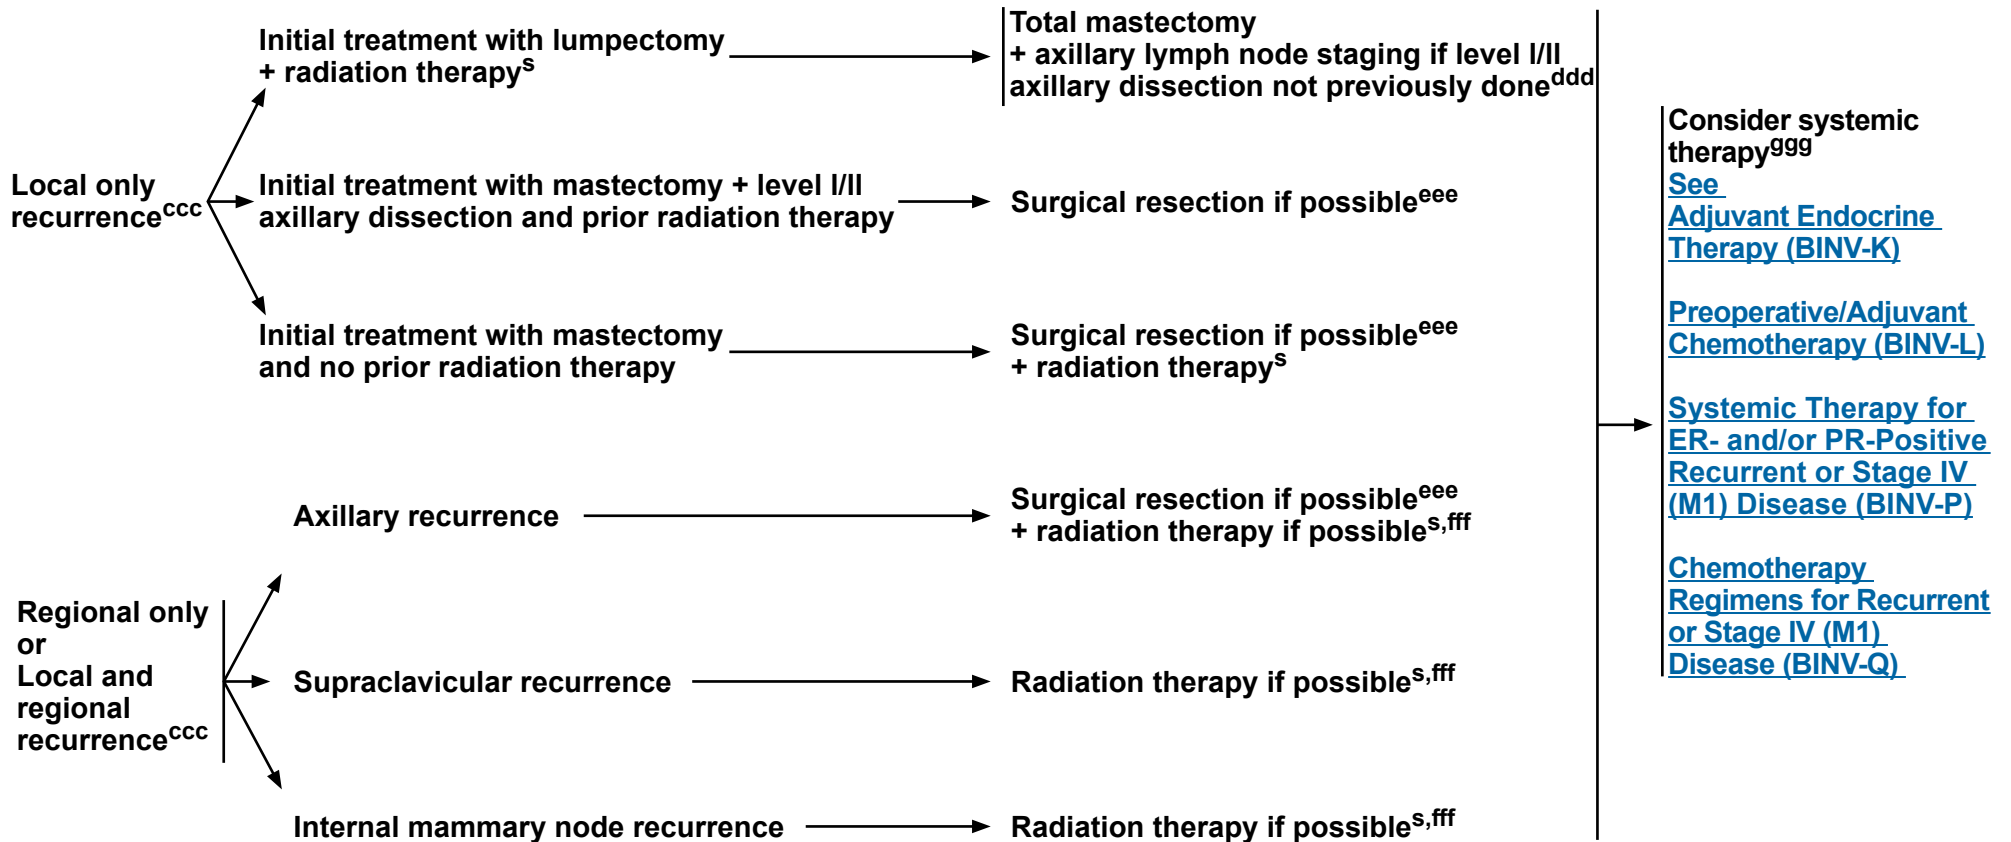 Local only
recurrenceccc
Initial treatment with lumpectomy
+ radiation therapys
Total mastectomy
+ axillary lymph node staging if level I/II
axillary dissection not previously doneddd
Initial treatment with mastectomy + level I/II
axillary dissection and prior radiation therapy
Surgical resection if possibleeee
Initial treatment with mastectomy
and no prior radiation therapy
Surgical resection if possibleeee
+ radiation therapys
Regional only
or
Local and
regional
recurrenceccc
Axillary recurrence
Surgical resection if possibleeee
+ radiation therapy if possibles,fff
Supraclavicular recurrence
Radiation therapy if possibles,fff
Internal mammary node recurrence
Radiation therapy if possibles,fff
Consider systemic
therapyggg
See
Adjuvant Endocrine
Therapy (BINV-K)
Preoperative/Adjuvant
Chemotherapy (BINV-L)
Systemic Therapy for
ER- and/or PR-Positive
Recurrent or Stage IV
(M1) Disease (BINV-P)
Chemotherapy
Regimens for Recurrent
or Stage IV (M1)
Disease (BINV-Q)